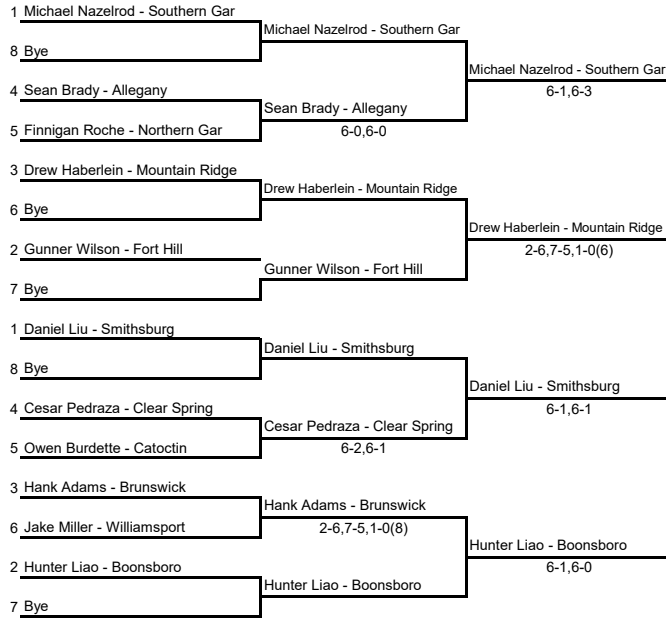 1 Michael Nazelrod - Southern Gar
Michael Nazelrod - Southern Gar
8 Bye
Michael Nazelrod - Southern Gar
4 Sean Brady - Allegany
6-1,6-3
Sean Brady - Allegany
5 Finnigan Roche - Northern Gar
6-0,6-0
3 Drew Haberlein - Mountain Ridge
Drew Haberlein - Mountain Ridge
6 Bye
Drew Haberlein - Mountain Ridge
2 Gunner Wilson - Fort Hill
2-6,7-5,1-0(6)
Gunner Wilson - Fort Hill
7 Bye
1 Daniel Liu - Smithsburg
Daniel Liu - Smithsburg
8 Bye
Daniel Liu - Smithsburg
4 Cesar Pedraza - Clear Spring
6-1,6-1
Cesar Pedraza - Clear Spring
5 Owen Burdette - Catoctin
6-2,6-1
3 Hank Adams - Brunswick
Hank Adams - Brunswick
6 Jake Miller - Williamsport
2-6,7-5,1-0(8)
Hunter Liao - Boonsboro
2 Hunter Liao - Boonsboro
6-1,6-0
Hunter Liao - Boonsboro
7 Bye